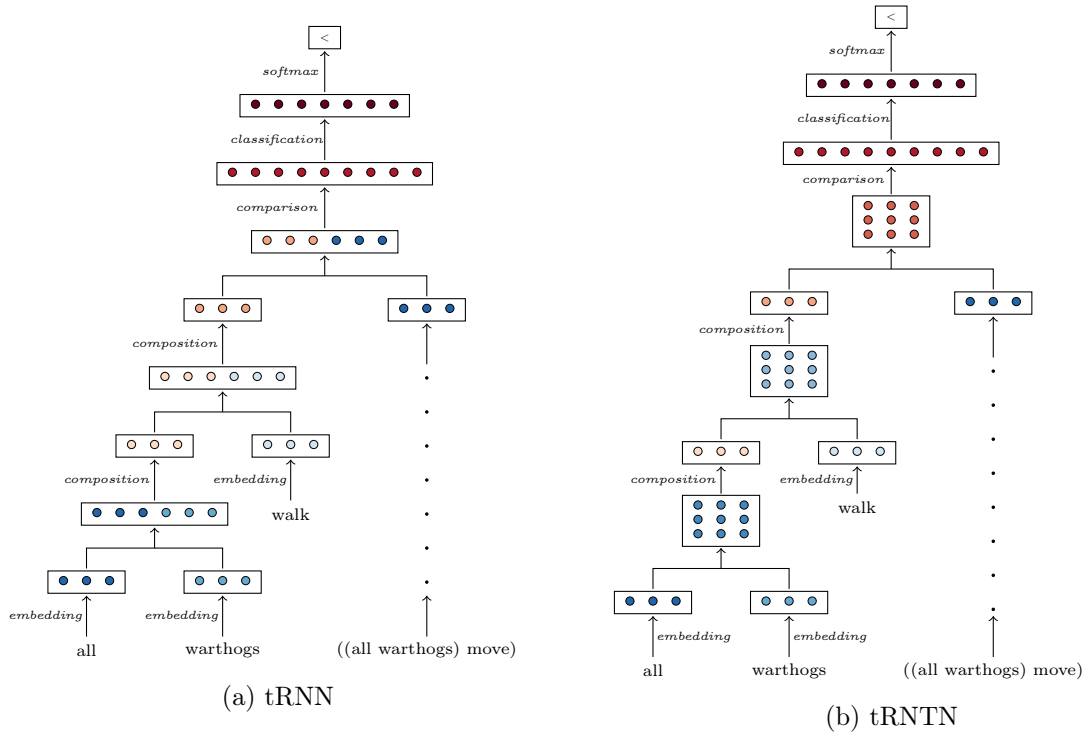 <
softmax
classification
comparison
composition
composition
embedding
walk
embedding
embedding
all
warthogs
((all warthogs) move)
(a) tRNN
<
softmax
classification
comparison
composition
composition
embedding
walk
embedding
embedding
all
warthogs
((all warthogs) move)
(b) tRNTN